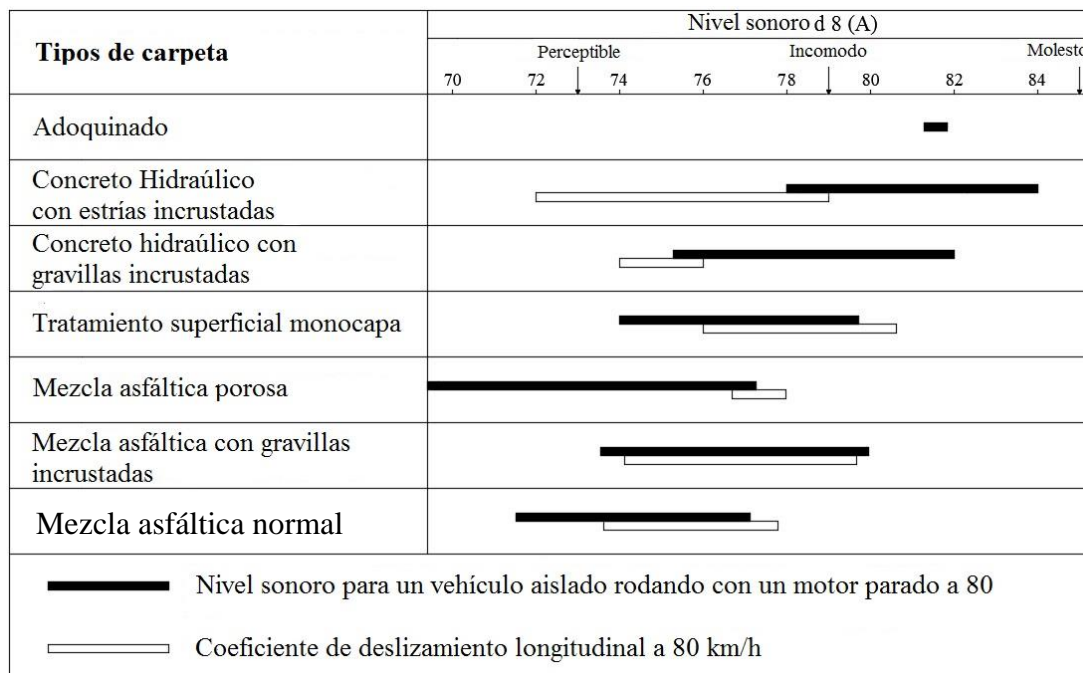 Tipos de carpeta
Nivel sonoro d 8 (A)
Perceptible Incomodo Molesto
70 72 74 76 78 80 82 84
Adoquinado
Concreto Hidraúlico
con estrías incrustadas
Concreto hidraúlico con
gravillas incrustadas
Tratamiento superficial monocapa
Mezcla asfáltica porosa
Mezcla asfáltica con gravillas
incrustadas
Mezcla asfáltica normal
Nivel sonoro para un vehículo aislado rodando con un motor parado a 80
Coeficiente de deslizamiento longitudinal a 80 km/h